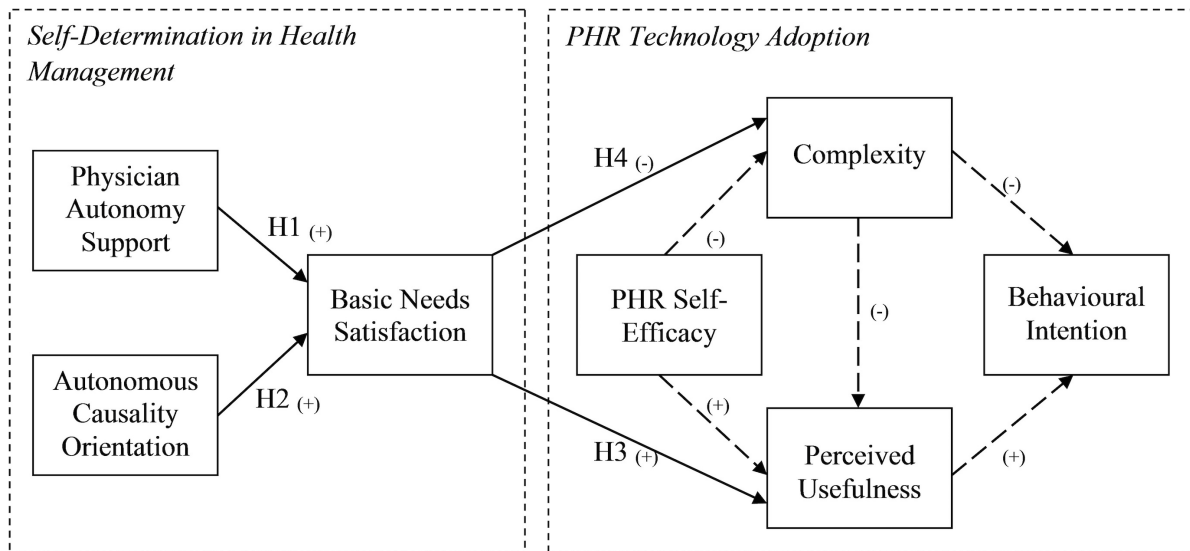 Self-Determination in Health
Management
Physician
Autonomy
Support
H1 (+)
Autonomous
Causality
Orientation
H2 (+)
Basic Needs
Satisfaction
H4 (-)
H3 (+)
PHR Technology Adoption
Complexity
(-)
(-)
PHR Self-
Efficacy
(-)
(+)
Perceived
Usefulness
(+)
Behavioural
Intention